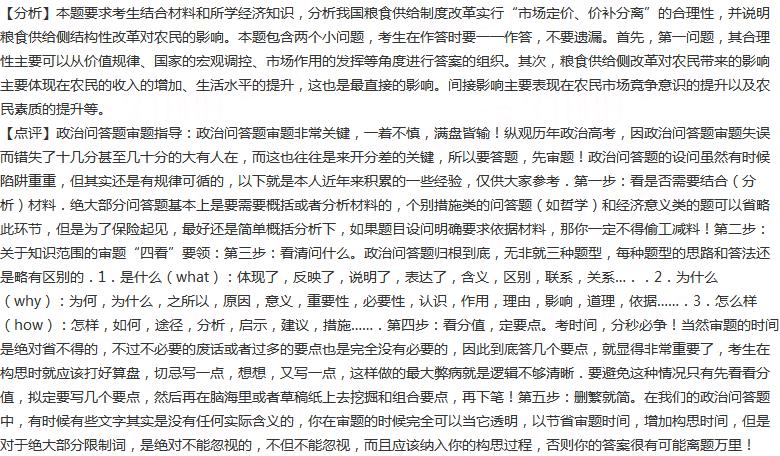 【分析】本题要求考生结合材料和所学经济知识，分析我国粮食供给制度改革实行“市场定价、价补分离”的合理性，并说明
粮食供给侧结构性改革对农民的影响。本题包含两个小问题，考生在作答时要一一作答，不要遗漏。首先，第一问题，其合理
性主要可以从价值规律、国家的宏观调控、市场作用的发挥等角度进行答案的组织。其次，粮食供给侧改革对农民带来的影响
主要体现在农民的收入的增加、生活水平的提升，这也是最直接的影响。间接影响主要表现在农民市场竞争意识的提升以及农
民素质的提升等。
【点评】政治问答题审题指导：政治问答题审题非常关键，一着不慎，满盘皆输！纵观历年政治高考，因政治问答题审题失误
而错失了十几分甚至几十分的大有人在，而这也往往是来开分差的关键，所以要答题，先审题！政治问答题的设问虽然有时候
陷阱重重，但其实还是有规律可循的，以下就是本人近年来积累的一些经验，仅供大家参考．第一步：看是否需要结合（分
析）材料．绝大部分问答题基本上是要需要概括或者分析材料的，个别措施类的问答题（如哲学）和经济意义类的题可以省略
此环节，但是为了保险起见，最好还是简单概括分析下，如果题目设问明确要求依据材料，那你一定不得偷工减料！第二步：
关于知识范围的审题“四看”要领：第三步：看清问什么。政治问答题归根到底，无非就三种题型，每种题型的思路和答法还
是略有区别的．1．是什么（what）：体现了，反映了，说明了，表达了，含义，区别，联系，关系…．．2．为什么
（why）：为何，为什么，之所以，原因，意义，重要性，必要性，认识，作用，理由，影响，道理，依据……．3．怎么样
（how）：怎样，如何，途径，分析，启示，建议，措施……．第四步：看分值，定要点。考时间，分秒必争！当然审题的时间
是绝对省不得的，不过不必要的废话或者过多的要点也是完全没有必要的，因此到底答几个要点，就显得非常重要了，考生在
构思时就应该打好算盘，切忌写一点，想想，又写一点，这样做的最大弊病就是逻辑不够清晰．要避免这种情况只有先看看分
值，拟定要写几个要点，然后再在脑海里或者草稿纸上去挖掘和组合要点，再下笔！第五步：删繁就简。在我们的政治问答题
中，有时候有些文字其实是没有任何实际含义的，你在审题的时候完全可以当它透明，以节省审题时间，增加构思时间，但是
对于绝大部分限制词，是绝对不能忽视的，不但不能忽视，而且应该纳入你的构思过程，否则你的答案很有可能离题万里！